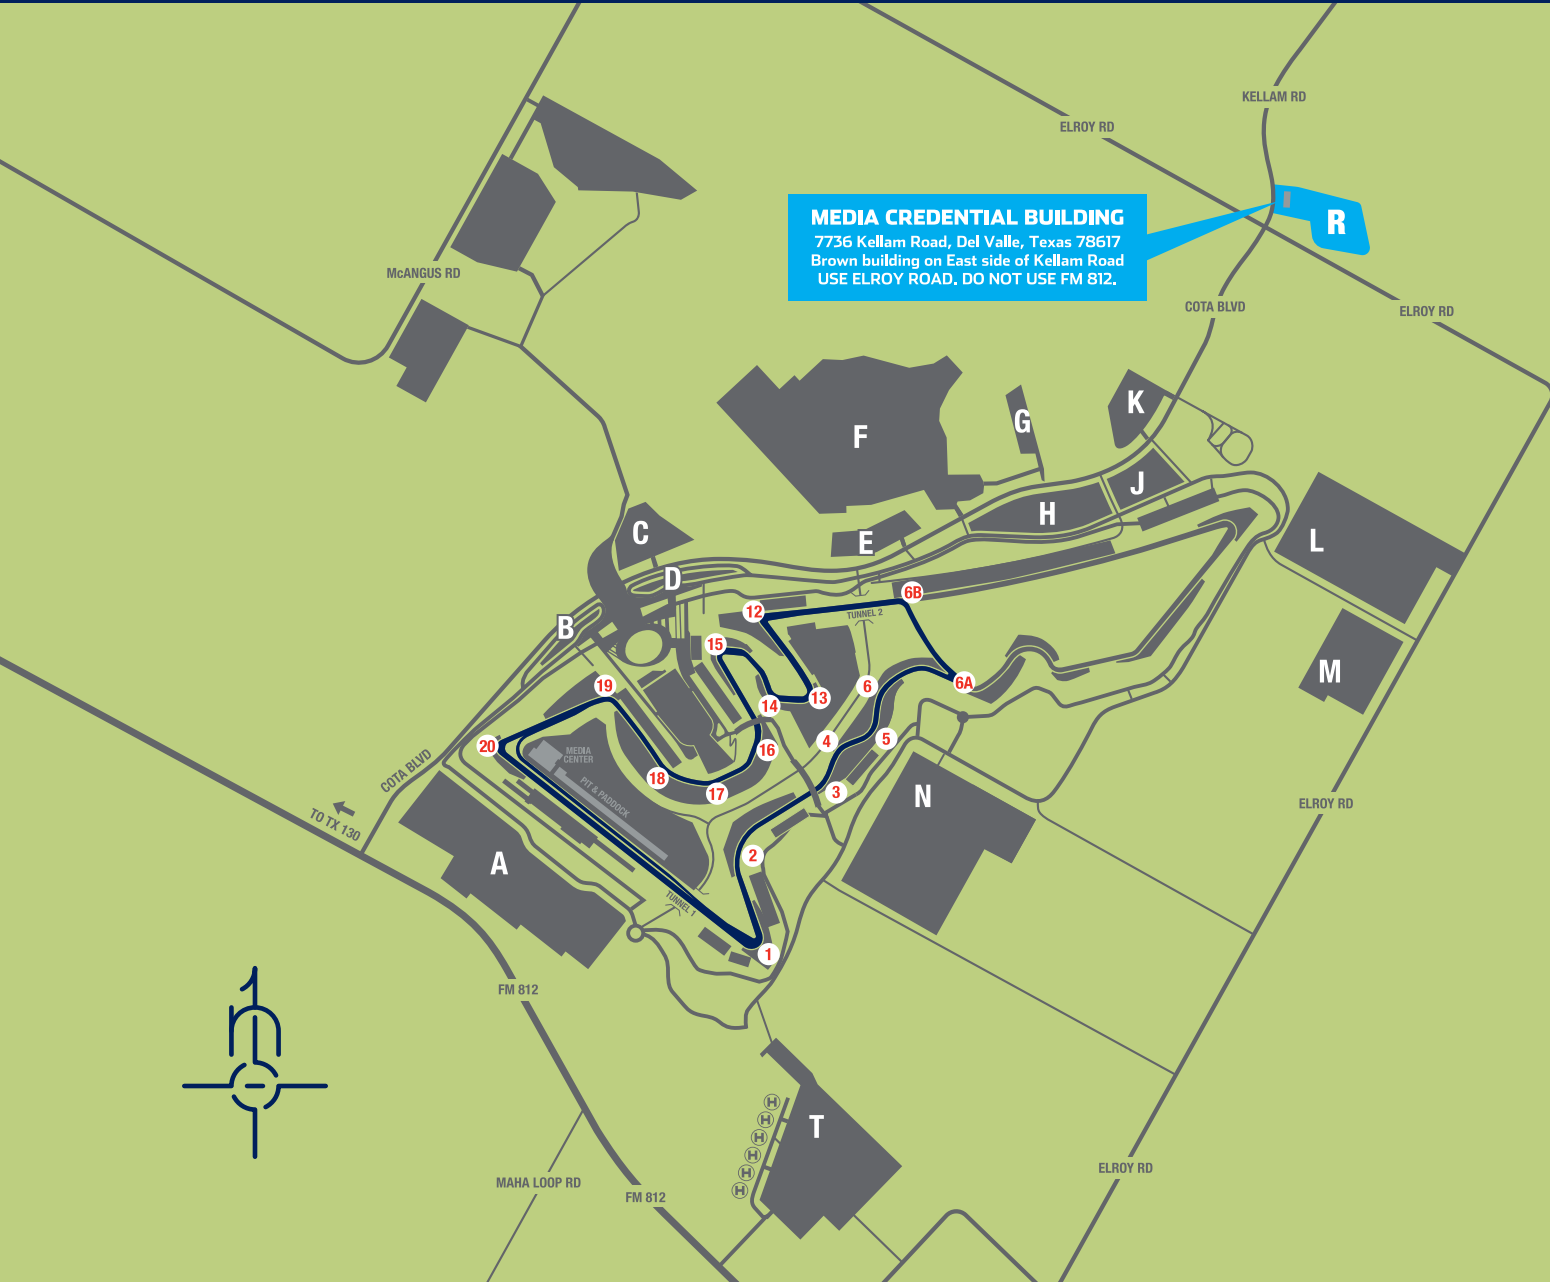 KELLAM RD
ELROY RD
MEDIA CREDENTIAL BUILDING
7736 Kellam Road, Del Valle, Texas 78617
Brown building on East side of Kellam Road
USE ELROY ROAD. DO NOT USE FM 812.
R
McANGUS RD
COTA BLVD
ELROY RD
K
G
F
J
H
C
E
L
D
6B
12
TUNNEL 2
B
15
M
6A
19
6
13
14
4
5
20
16
MEDIA
CENTER
COTA BLVD
18
17
3
PIT & PADDOCK
N
ELROY RD
TO TX 130
2
A
TUNNEL 1
1
FM 812
n
H
H
T
H
H
H
H
ELROY RD
MAHA LOOP RD
FM 812